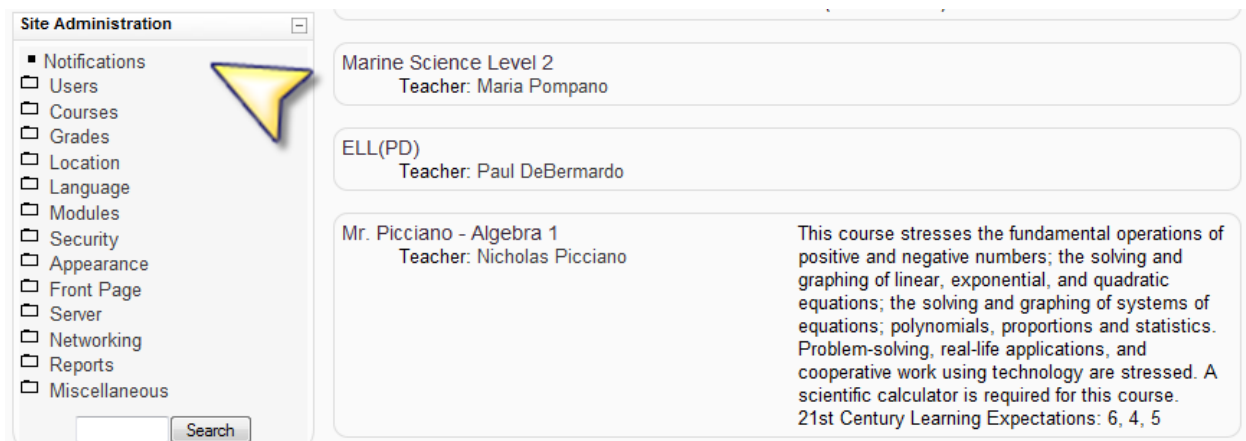 Site Administration
Notifications
Users
Courses
Grades
Location
Language
Modules
Security
Appearance
Front Page
Server
Networking
Reports
Miscellaneous
Search
Marine Science Level 2
Teacher: Maria Pompano
ELL(PD)
Teacher: Paul DeBermardo
Mr. Picciano - Algebra 1
Teacher: Nicholas Picciano
This course stresses the fundamental operations of
positive and negative numbers; the solving and
graphing of linear, exponential, and quadratic
equations; the solving and graphing of systems of
equations; polynomials, proportions and statistics.
Problem-solving, real-life applications, and
cooperative work using technology are stressed. A
scientific calculator is required for this course.
21st Century Learning Expectations: 6, 4, 5